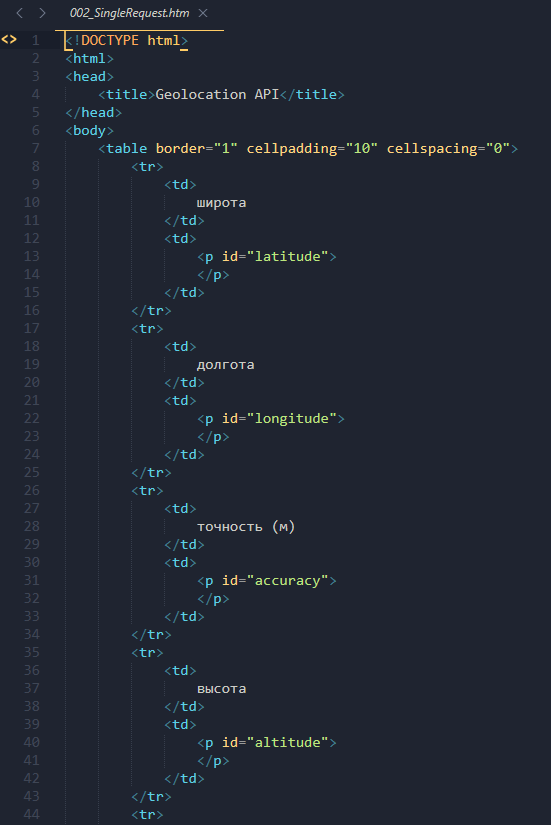 002_SingleRequest.htm
1 <!DOCTYPE html>
2 <html>
3 <head>
4     <title>Geolocation API</title>
5 </head>
6 <body>
7     <table border="1" cellpadding="10" cellspacing="0">
8         <tr>
9             <td>
10                 широта
11             </td>
12             <td>
13                 <p id="latitude">
14                 </p>
15             </td>
16         </tr>
17         <tr>
18             <td>
19                 долгота
20             </td>
21             <td>
22                 <p id="longitude">
23                 </p>
24             </td>
25         </tr>
26         <tr>
27             <td>
28                 точность (м)
29             </td>
30             <td>
31                 <p id="accuracy">
32                 </p>
33             </td>
34         </tr>
35         <tr>
36             <td>
37                 высота
38             </td>
39             <td>
40                 <p id="altitude">
41                 </p>
42             </td>
43         </tr>
44         <tr>